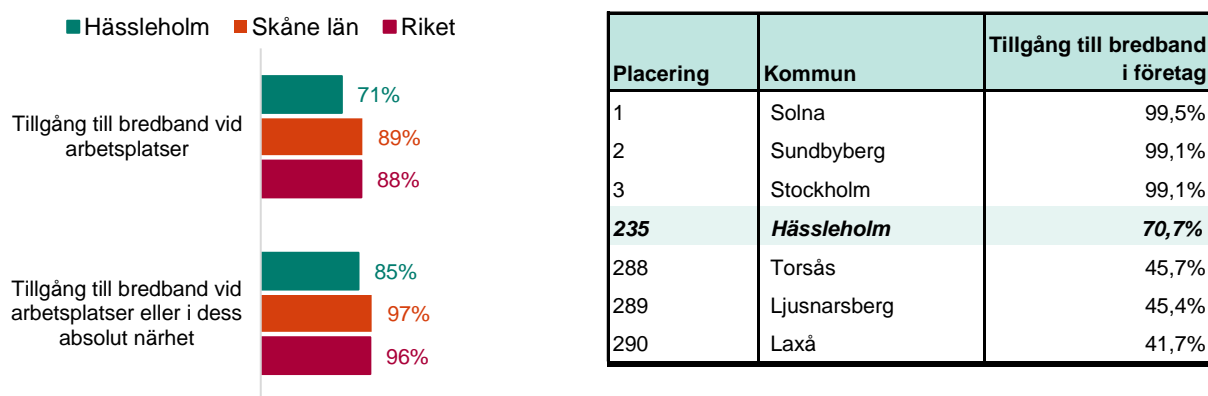 Hässleholm Skåne län Riket
Tillgång till bredband vid
arbetsplatser
71%
89%
88%
Tillgång till bredband vid
arbetsplatser eller i dess
absolut närhet
85%
97%
96%
Placering Kommun Tillgång till bredband i företag
1 Solna 99,5%
2 Sundbyberg 99,1%
3 Stockholm 99,1%
235 Hässleholm 70,7%
288 Torsås 45,7%
289 Ljusnarsberg 45,4%
290 Laxå 41,7%